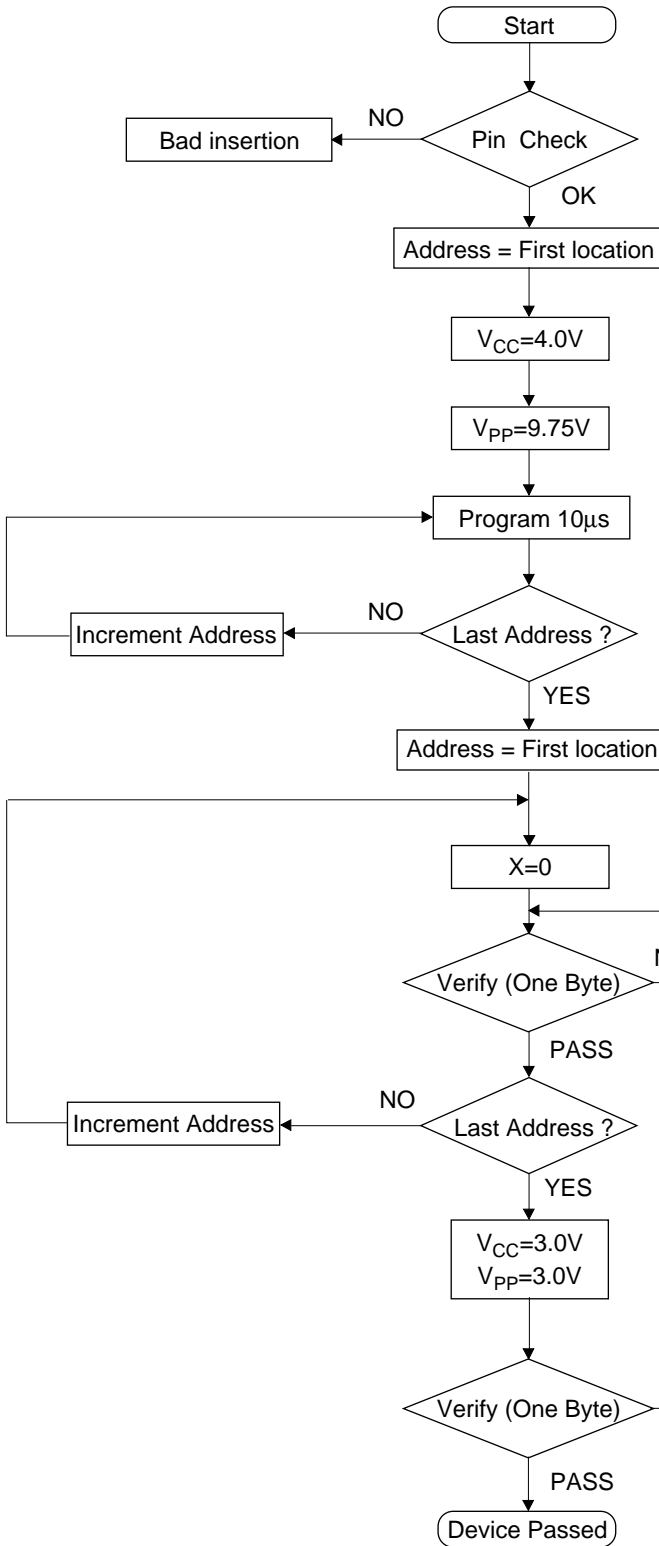 Start
NO
Bad insertion
Pin Check
OK
Address = First location
VCC=4.0V
VPP=9.75V
Program 10μs
NO
Increment Address
Last Address ?
YES
Address = First location
X=0
Verify (One Byte)
PASS
NO
Increment Address
Last Address ?
YES
VCC=3.0V
VPP=3.0V
Verify (One Byte)
PASS
Device Passed